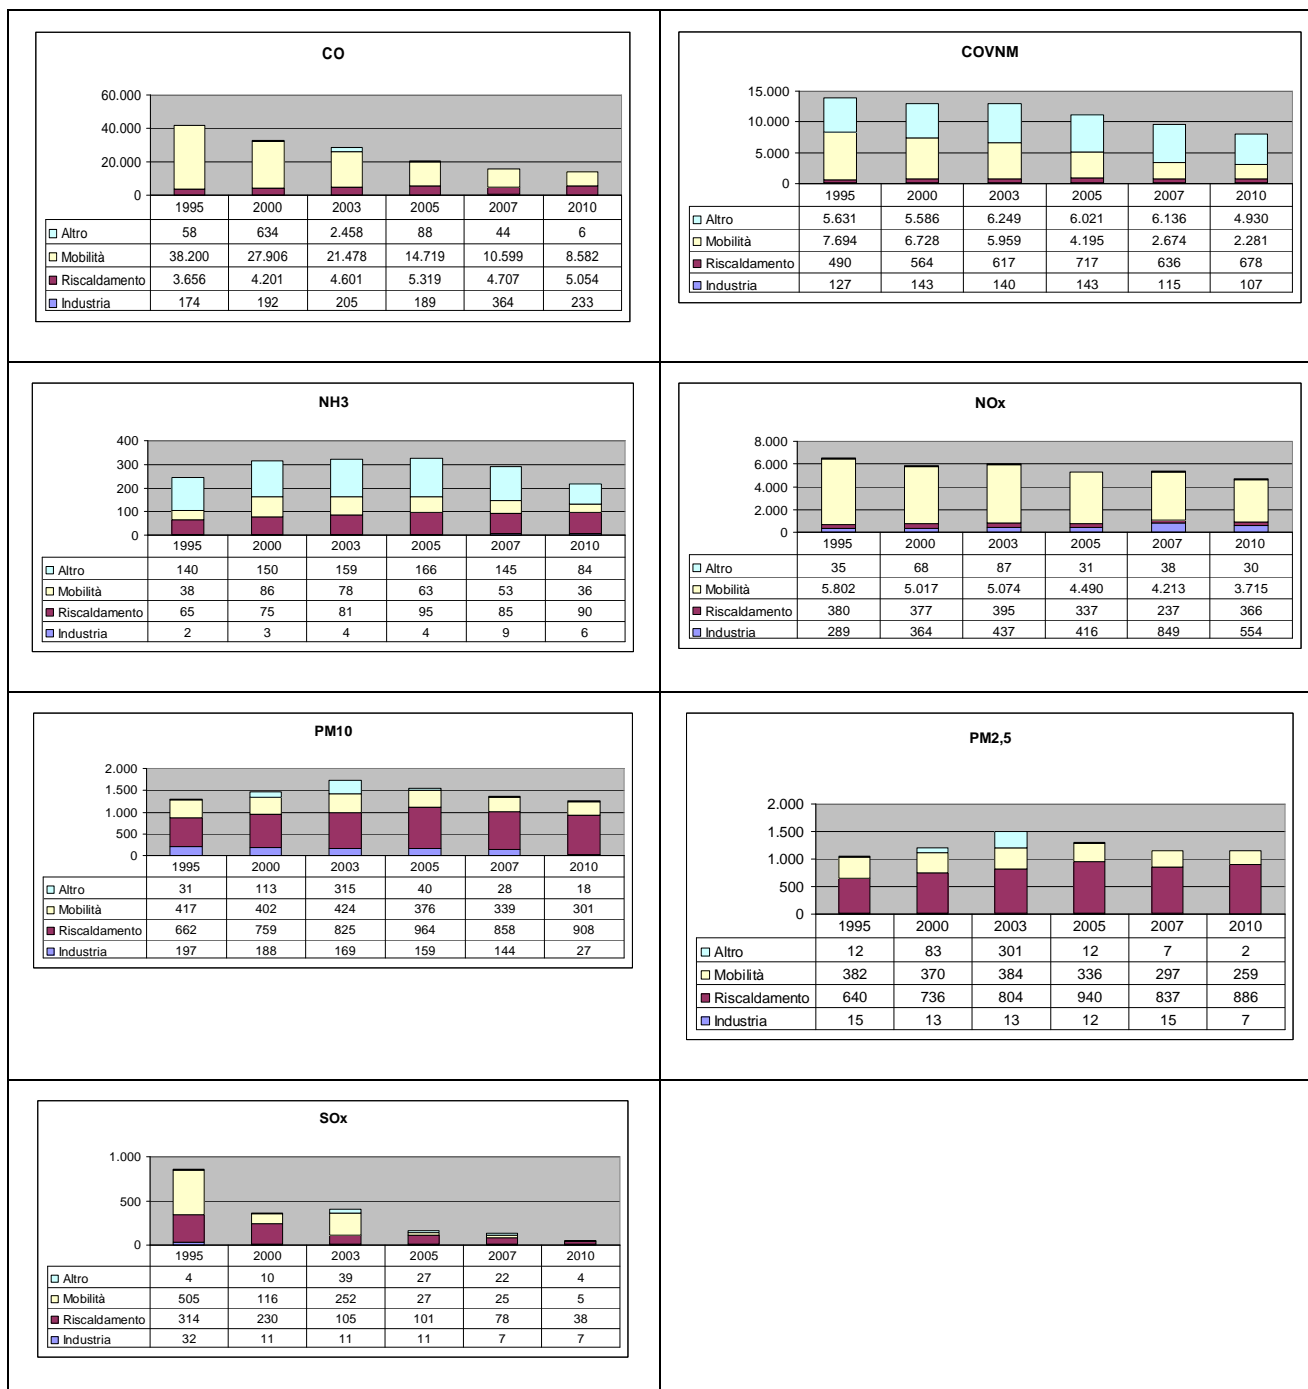 CO
60.000
40.000
20.000
0
1995 2000 2003 2005 2007 2010
Altro 58 634 2.458 88 44 6
Mobilità 38.200 27.906 21.478 14.719 10.599 8.582
Riscaldamento 3.656 4.201 4.601 5.319 4.707 5.054
Industria 174 192 205 189 364 233
COVNM
15.000
10.000
5.000
0
1995 2000 2003 2005 2007 2010
Altro 5.631 5.586 6.249 6.021 6.136 4.930
Mobilità 7.694 6.728 5.959 4.195 2.674 2.281
Riscaldamento 490 564 617 717 636 678
Industria 127 143 140 143 115 107
NH3
400
300
200
100
0
1995 2000 2003 2005 2007 2010
Altro 140 150 159 166 145 84
Mobilità 38 86 78 63 53 36
Riscaldamento 65 75 81 95 85 90
Industria 2 3 4 4 9 6
NOx
8.000
6.000
4.000
2.000
0
1995 2000 2003 2005 2007 2010
Altro 35 68 87 31 38 30
Mobilità 5.802 5.017 5.074 4.490 4.213 3.715
Riscaldamento 380 377 395 337 237 366
Industria 289 364 437 416 849 554
PM10
2.000
1.500
1.000
500
0
1995 2000 2003 2005 2007 2010
Altro 31 113 315 40 28 18
Mobilità 417 402 424 376 339 301
Riscaldamento 662 759 825 964 858 908
Industria 197 188 169 159 144 27
PM2,5
2.000
1.500
1.000
500
0
1995 2000 2003 2005 2007 2010
Altro 12 83 301 12 7 2
Mobilità 382 370 384 336 297 259
Riscaldamento 640 736 804 940 837 886
Industria 15 13 13 12 15 7
SOx
1.000
500
0
1995 2000 2003 2005 2007 2010
Altro 4 10 39 27 22 4
Mobilità 505 116 252 27 25 5
Riscaldamento 314 230 105 101 78 38
Industria 32 11 11 11 7 7